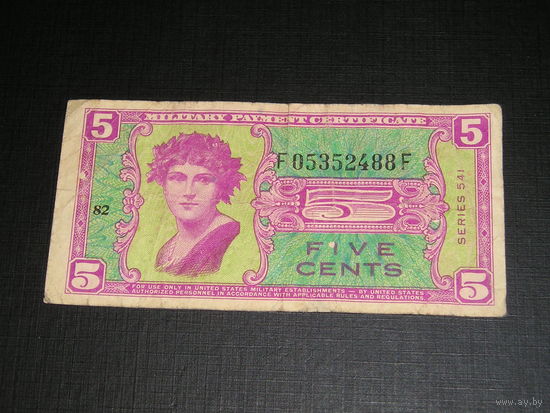 5 MILITARY PAYMENT CERTIFICATE 5
F05352488F
82
5
SERIES 541
FIVE
CENTS
5 5
FOR USE ONLY IN UNITED STATES MILITARY ESTABLISHMENTS — BY UNITED STATES
AUTHORIZED PERSONNEL IN ACCORDANCE WITH APPLICABLE RULES AND REGULATIONS.
www.ay.by